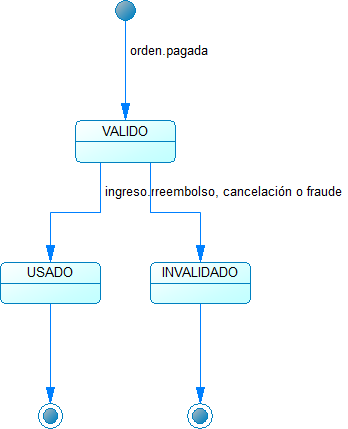 orden.pagada
VALIDO
ingreso.rreembolso, cancelación o fraude
USADO
INVALIDADO